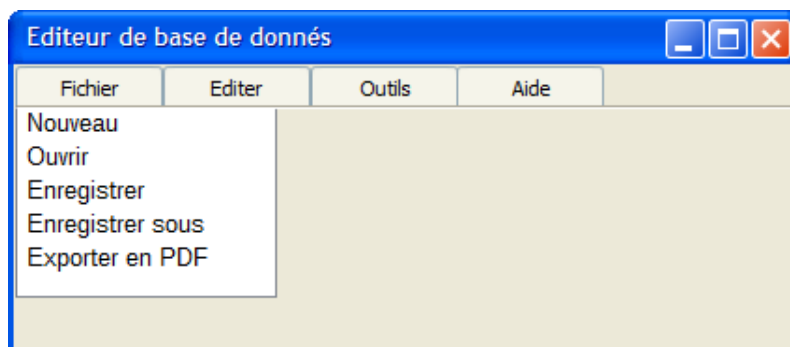 Editeur de base de donnés
Fichier Editer Outils Aide
Nouveau
Ouvrir
Enregistrer
Enregistrer sous
Exporter en PDF